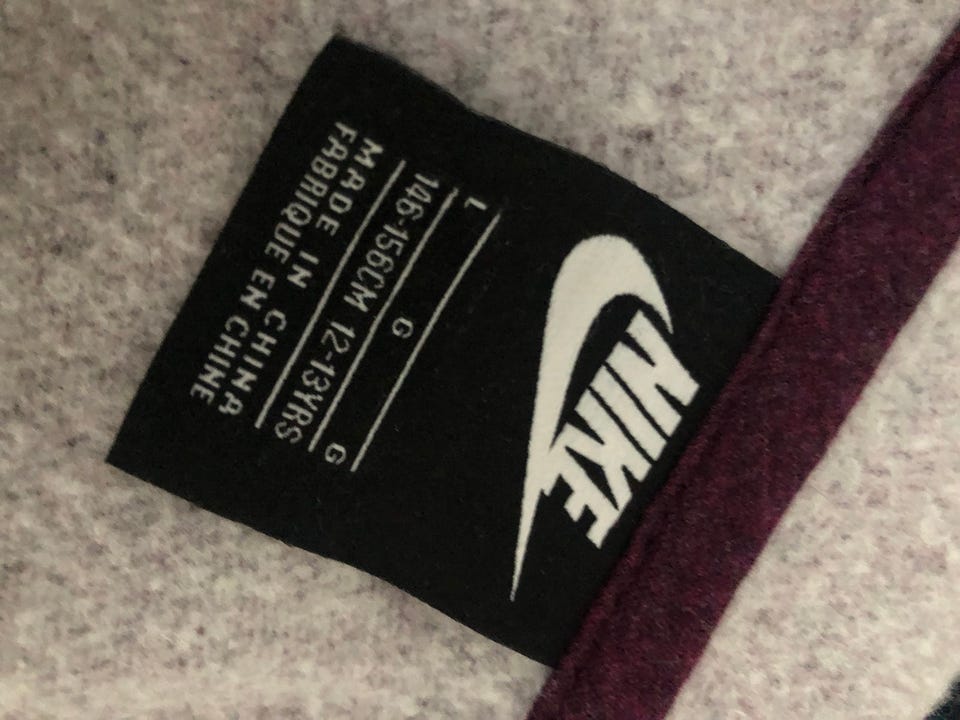 NIKE
L G G
146-156CM 12-13YRS
MADE IN CHINA
FABRIQUE EN CHINE